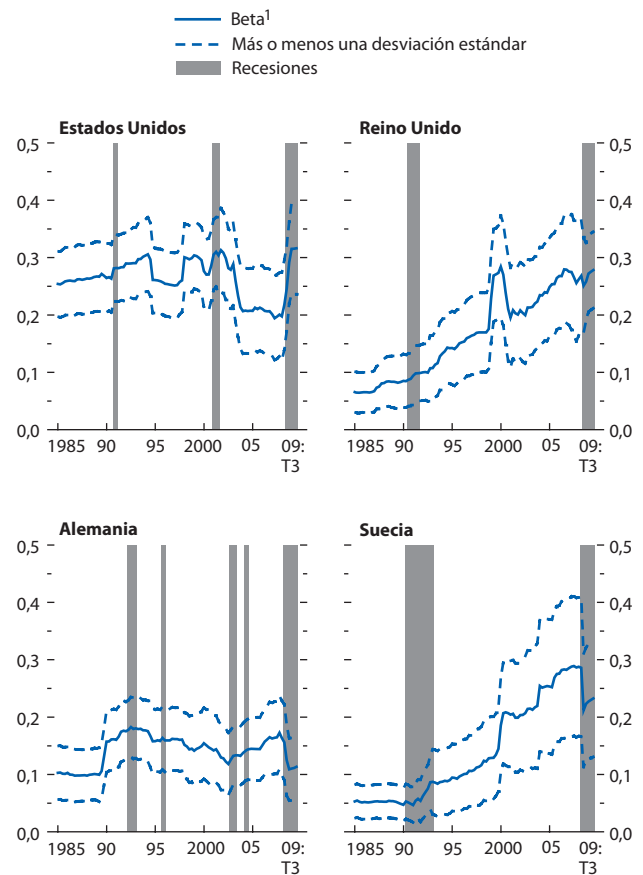 Beta1
Más o menos una desviación estándar
Recesiones
Estados Unidos
0,5
0,4
0,3
0,2
0,1
0,0
1985 90 95 2000 05 09:
T3
Reino Unido
0,5
0,4
0,3
0,2
0,1
0,0
1985 90 95 2000 05 09:
T3
Alemania
0,5
0,4
0,3
0,2
0,1
0,0
1985 90 95 2000 05 09:
T3
Suecia
0,5
0,4
0,3
0,2
0,1
0,0
1985 90 95 2000 05 09:
T3